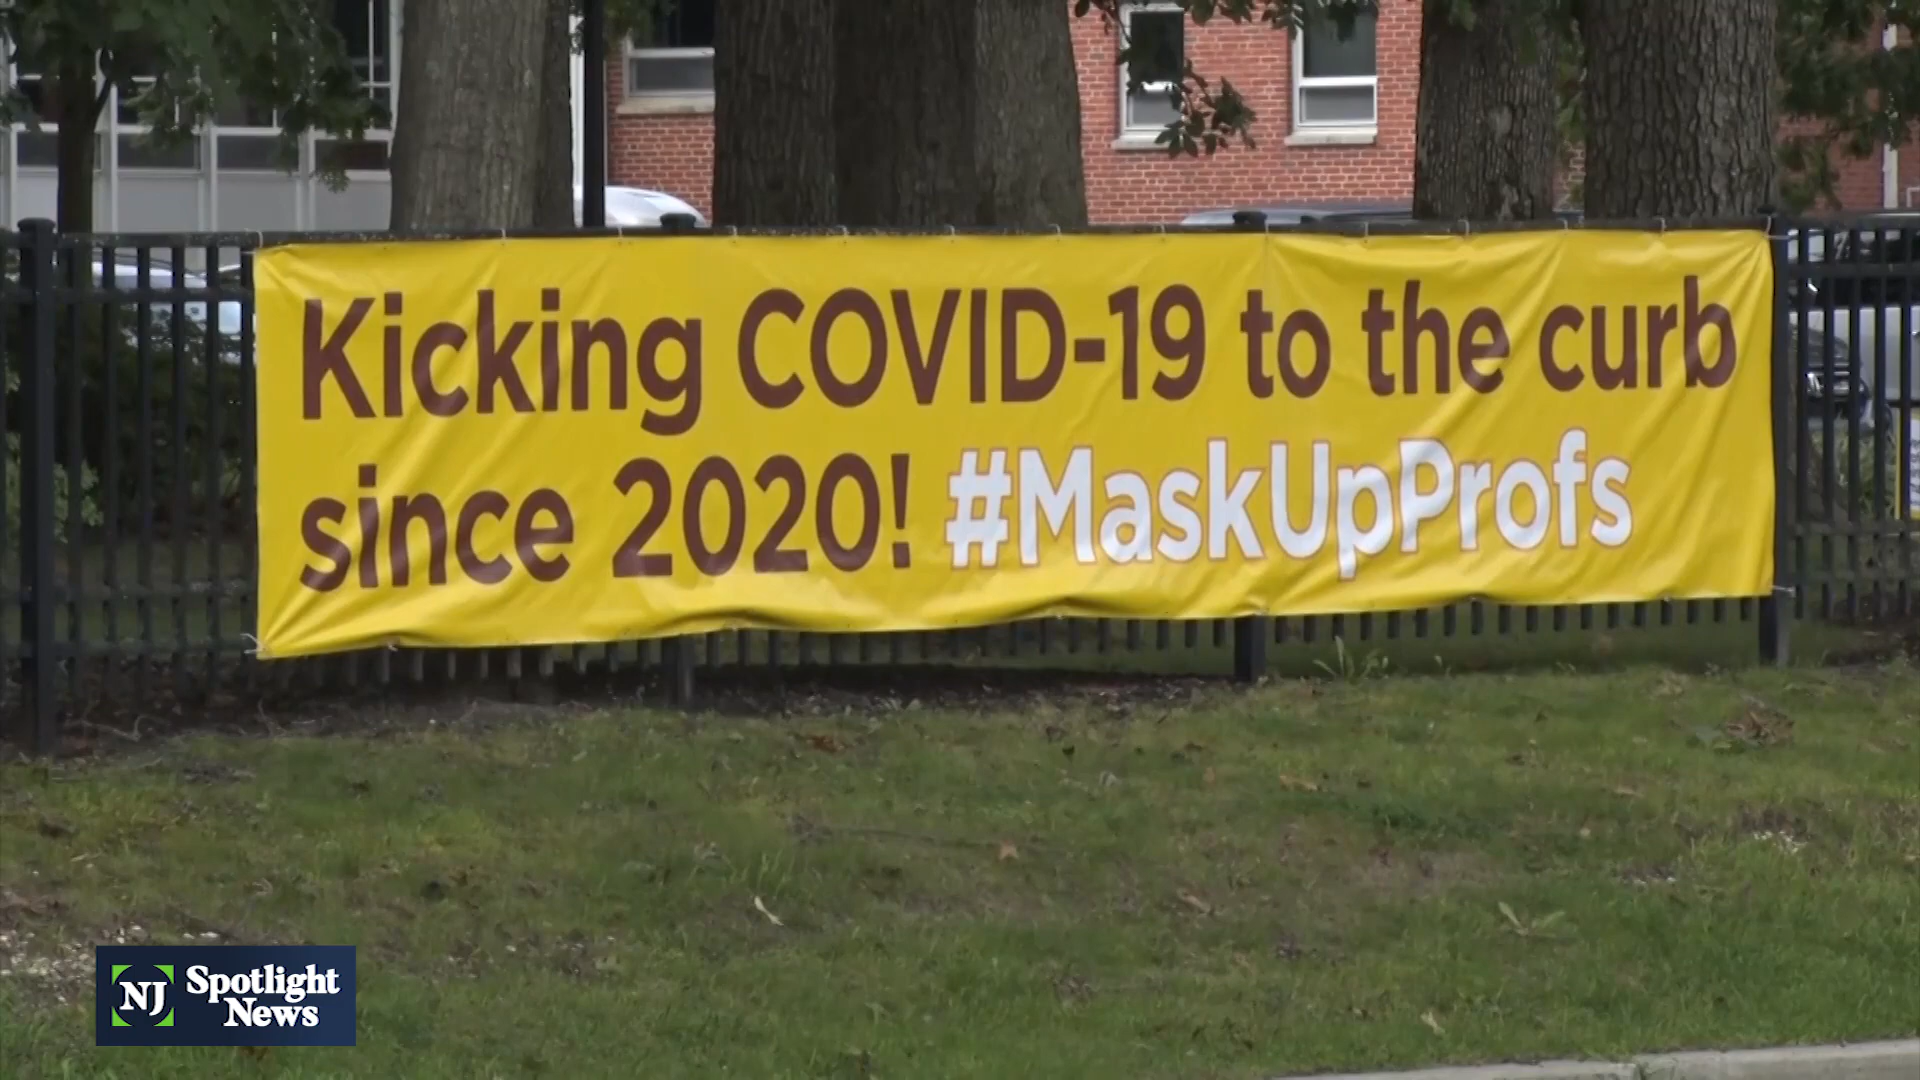 Kicking COVID-19 to the curb
since 2020! #MaskUpProfs
NJ Spotlight
News